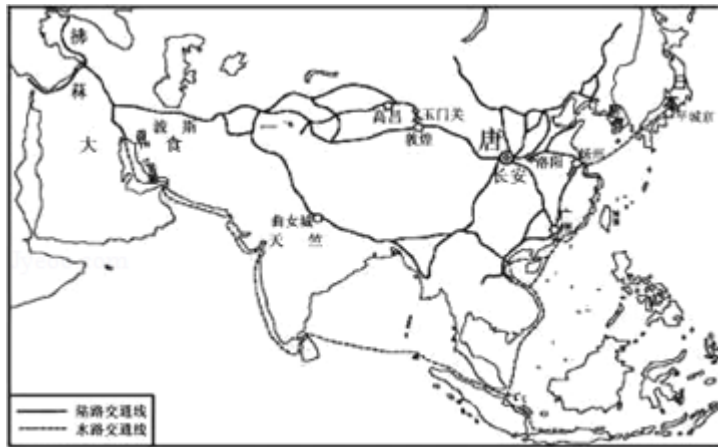 拂
菻
大
波斯
食
高昌
玉门关
敦煌
唐
长安
洛阳
扬州
平城京
曲女城
天竺
广州
陆路交通线
水路交通线